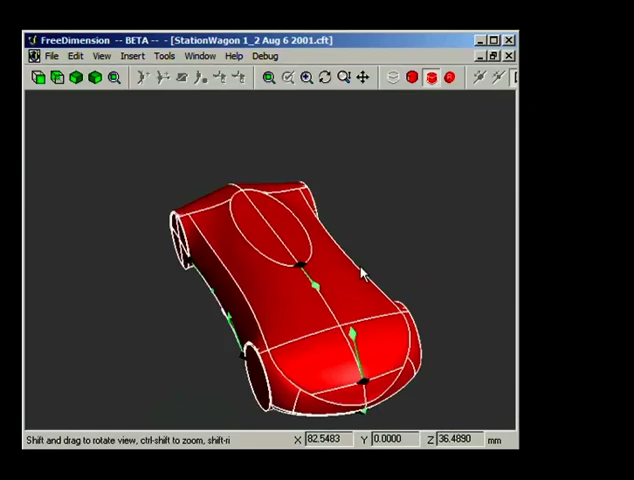 FreeDimension -- BETA -- - [StationWagon 1_2 Aug 6 2001.cft]
File Edit View Insert Tools Window Help Debug
Shift and drag to rotate view, ctrl-shift to zoom, shift-ri X 82.5483 Y 0.0000 Z 36.4890 mm